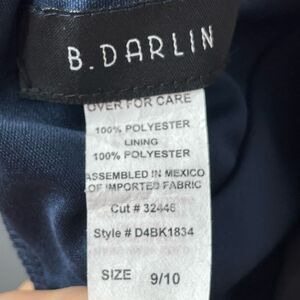 B. DARLIN
OVER FOR CARE
100% POLYESTER
LINING
100% POLYESTER
ASSEMBLED IN MEXICO
OF IMPORTED FABRIC
Cut # 32446
Style # D4BK1834
SIZE 9/10